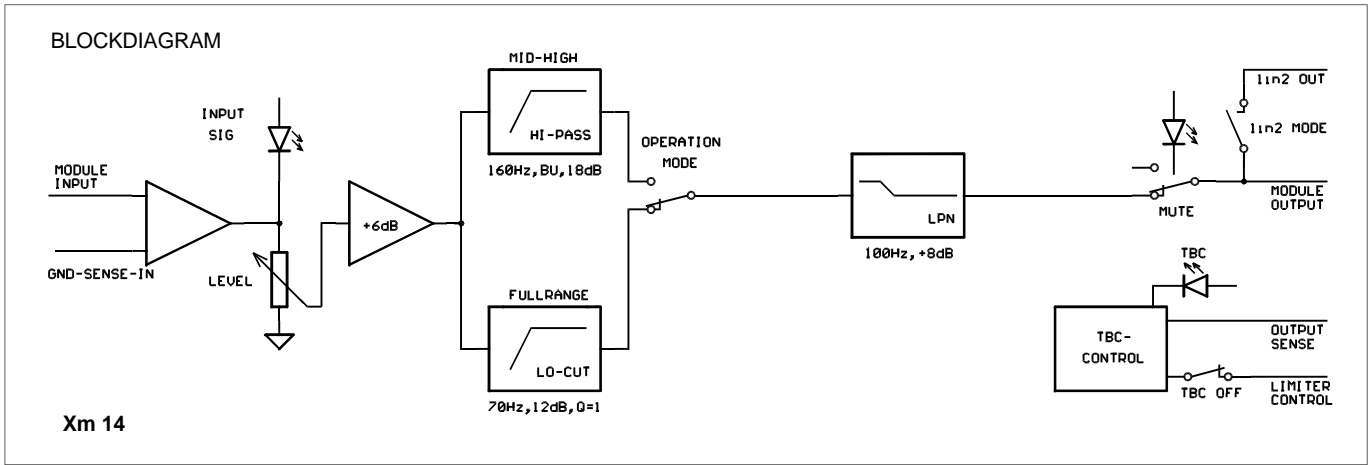 BLOCKDIAGRAM
MODULE
INPUT
GND-SENSE-IN
INPUT
SIG
LEVEL
+6dB
MID-HIGH
HI-PASS
160Hz,BU,18dB
FULLRANGE
LO-CUT
70Hz,12dB,Q=1
OPERATION
MODE
LPN
100Hz,+8dB
MUTE
1in2 OUT
1in2 MODE
MODULE
OUTPUT
TBC
TBC-
CONTROL
OUTPUT
SENSE
TBC OFF
LIMITER
CONTROL
Xm 14